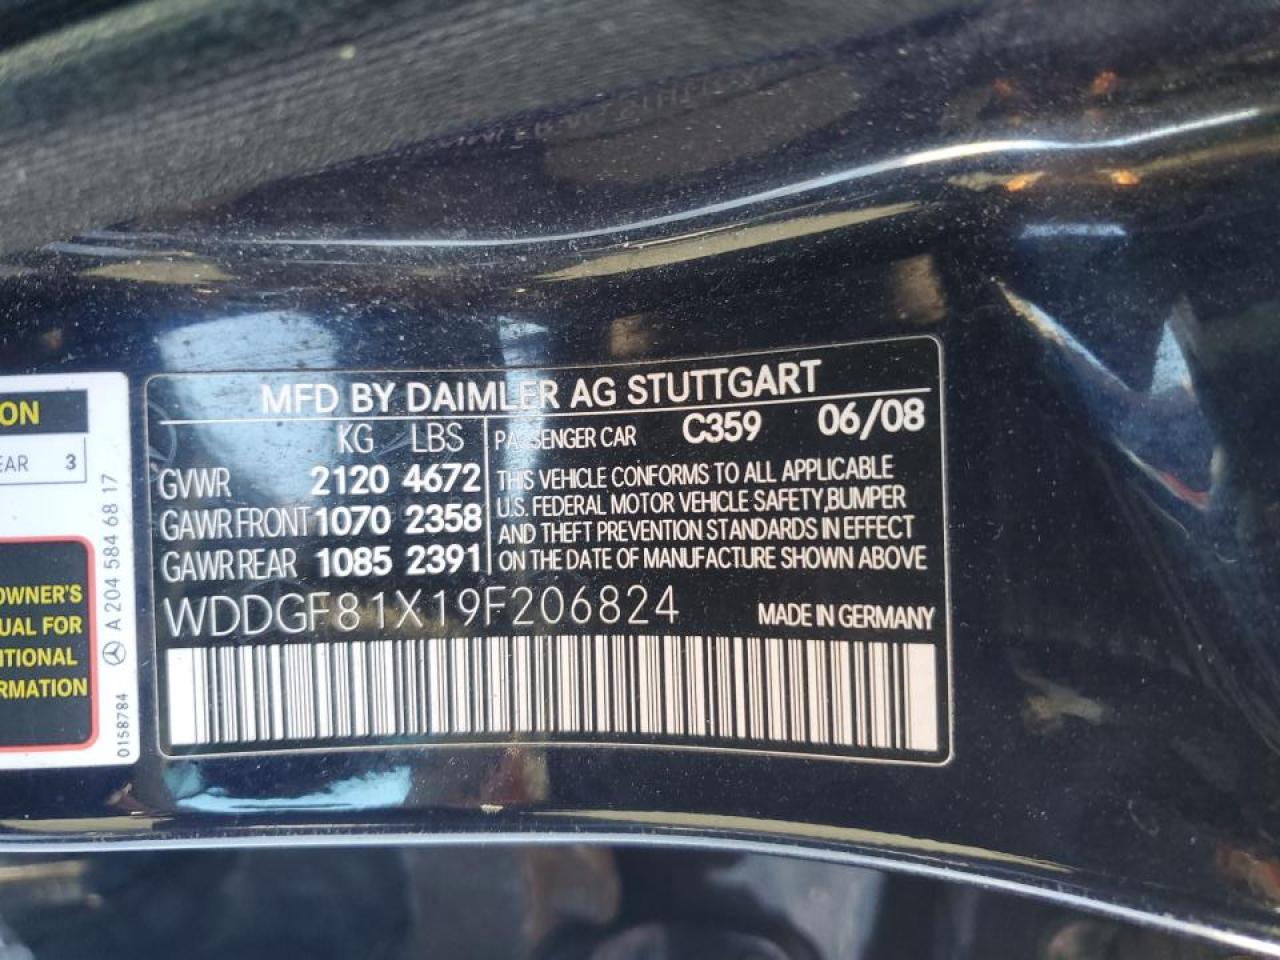 ON
EAR 3
OWNER'S
UAL FOR
ITIONAL
RMATION
A 204 584 68 17
0158784
MFD BY DAIMLER AG STUTTGART
KG LBS PASSENGER CAR C359 06/08
GVWR 2120 4672
GAWR FRONT 1070 2358
GAWR REAR 1085 2391
THIS VEHICLE CONFORMS TO ALL APPLICABLE
U.S. FEDERAL MOTOR VEHICLE SAFETY, BUMPER
AND THEFT PREVENTION STANDARDS IN EFFECT
ON THE DATE OF MANUFACTURE SHOWN ABOVE
WDDGF81X19F206824 MADE IN GERMANY